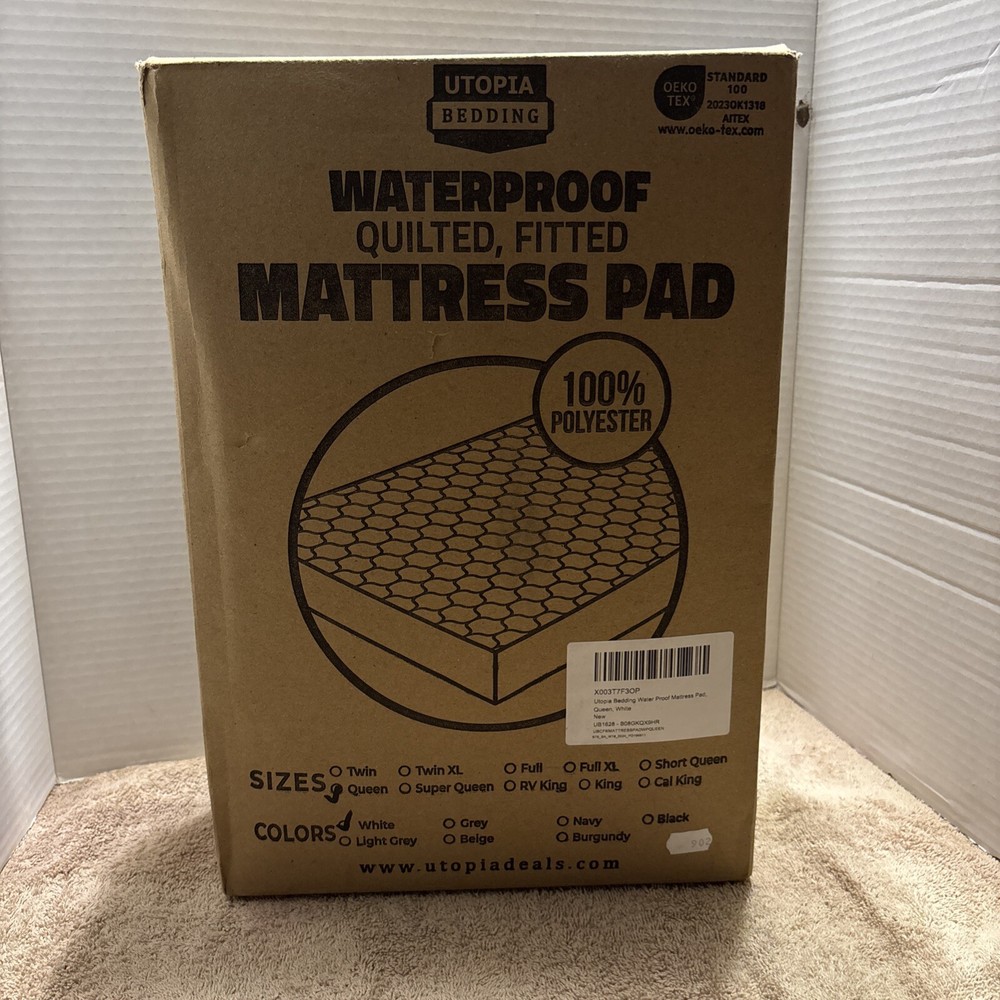 UTOPIA
BEDDING
OEKO
TEX®
STANDARD
100
2023OK1318
AITEX
www.oeko-tex.com
WATERPROOF
QUILTED, FITTED
MATTRESS PAD
100%
POLYESTER
X003T7F3OP
Utopia Bedding Water Proof Mattress Pad,
Queen, White
New
SIZES Twin Twin XL Full Full XL Short Queen
Queen Super Queen RV King King Cal King
COLORS White Grey Navy Black
Light Grey Beige Burgundy
www.utopiadeals.com